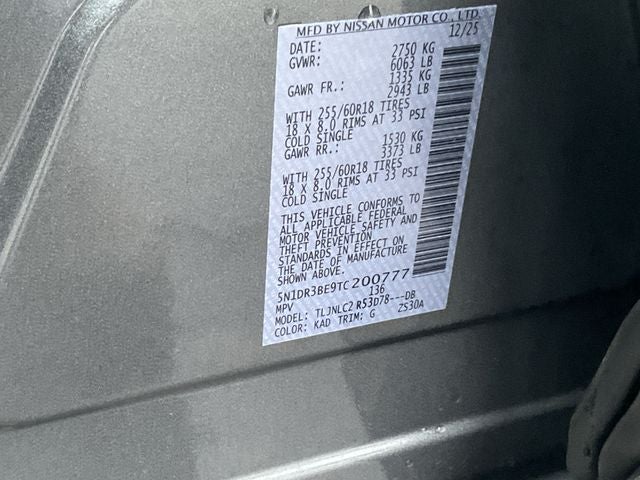 MFD BY NISSAN MOTOR CO., LTD.
DATE: 12/25
GVWR: 2750 KG
6063 LB
GAWR FR.: 1335 KG
2943 LB
WITH 255/60R18 TIRES
18 X 8.0 RIMS AT 33 PSI
COLD SINGLE
GAWR RR.: 1530 KG
3373 LB
WITH 255/60R18 TIRES
18 X 8.0 RIMS AT 33 PSI
COLD SINGLE
THIS VEHICLE CONFORMS TO
ALL APPLICABLE FEDERAL
MOTOR VEHICLE SAFETY AND
THEFT PREVENTION
STANDARDS IN EFFECT ON
THE DATE OF MANUFACTURE
SHOWN ABOVE.
5N1DR3BE9TC200777
MPV 136
MODEL: TLJNLC2 R53D78---DB
COLOR: KAD TRIM: G ZS30A